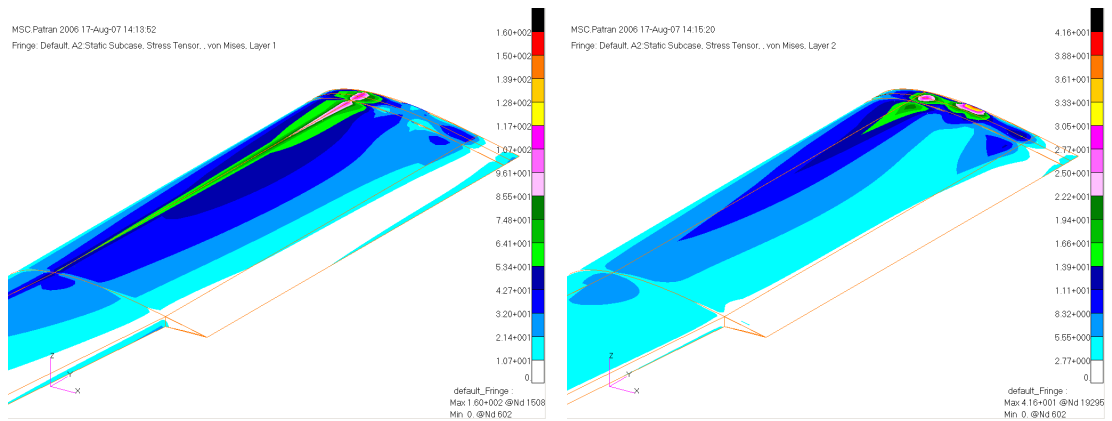 MSC.Patran 2006 17-Aug-07 14:13:52
Fringe: Default, A2:Static Subcase, Stress Tensor, , von Mises, Layer 1
1.60+002
1.50+002
1.39+002
1.28+002
1.17+002
1.07+002
9.61+001
8.55+001
7.48+001
6.41+001
5.34+001
4.27+001
3.20+001
2.14+001
1.07+001
0.
Z
Y
X
default_Fringe :
Max 1.60+002 @Nd 1508
Min 0. @Nd 602
MSC.Patran 2006 17-Aug-07 14:15:20
Fringe: Default, A2:Static Subcase, Stress Tensor, , von Mises, Layer 2
4.16+001
3.88+001
3.61+001
3.33+001
3.05+001
2.77+001
2.50+001
2.22+001
1.94+001
1.66+001
1.39+001
1.11+001
8.32+000
5.55+000
2.77+000
0.
Z
Y
X
default_Fringe :
Max 4.16+001 @Nd 19295
Min 0. @Nd 602